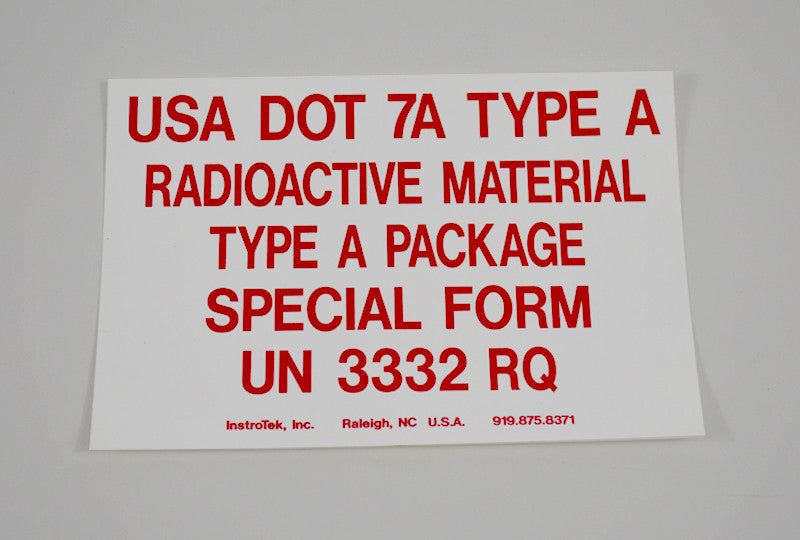 USA DOT 7A TYPE A
RADIOACTIVE MATERIAL
TYPE A PACKAGE
SPECIAL FORM
UN 3332 RQ
InstroTek, Inc. Raleigh, NC U.S.A. 919.875.8371